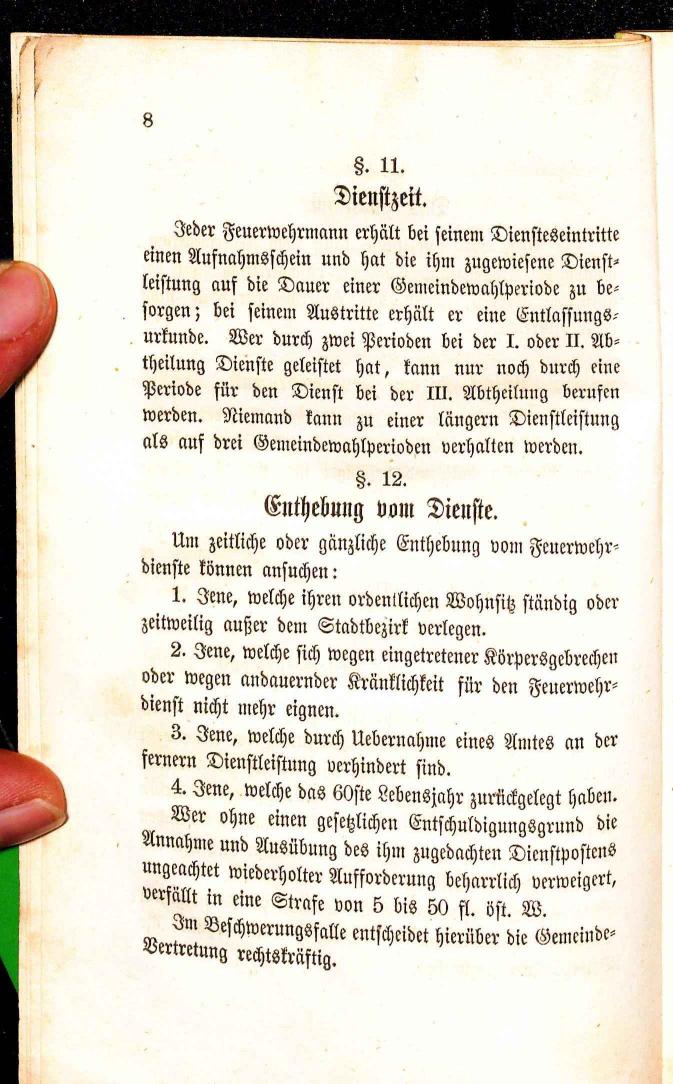 8
§. 11.
Dienstzeit.
Jeder Feuerwehrmann erhält bei seinem Diensteseintritte
einen Aufnahmsschein und hat die ihm zugewiesene Dienst-
leistung auf die Dauer einer Gemeindewahlperiode zu be-
sorgen; bei seinem Austritte erhält er eine Entlassungs-
urkunde. Wer durch zwei Perioden bei der I. oder II. Ab-
theilung Dienste geleistet hat, kann nur noch durch eine
Periode für den Dienst bei der III. Abtheilung berufen
werden. Niemand kann zu einer längern Dienstleistung
als auf drei Gemeindewahlperioden verhalten werden.
§. 12.
Enthebung vom Dienste.
Um zeitliche oder gänzliche Enthebung vom Feuerwehr-
dienste können ansuchen:
1. Jene, welche ihren ordentlichen Wohnsitz ständig oder
zeitweilig außer dem Stadtbezirk verlegen.
2. Jene, welche sich wegen eingetretener Körpersgebrechen
oder wegen andauernder Kränklichkeit für den Feuerwehr-
dienst nicht mehr eignen.
3. Jene, welche durch Uebernahme eines Amtes an der
fernern Dienstleistung verhindert sind.
4. Jene, welche das 60ste Lebensjahr zurückgelegt haben.
Wer ohne einen gesetzlichen Entschuldigungsgrund die
Annahme und Ausübung des ihm zugedachten Dienstpostens
ungeachtet wiederholter Aufforderung beharrlich verweigert,
verfällt in eine Strafe von 5 bis 50 fl. öst. W.
Im Beschwerungsfalle entscheidet hierüber die Gemeinde-
Vertretung rechtskräftig.